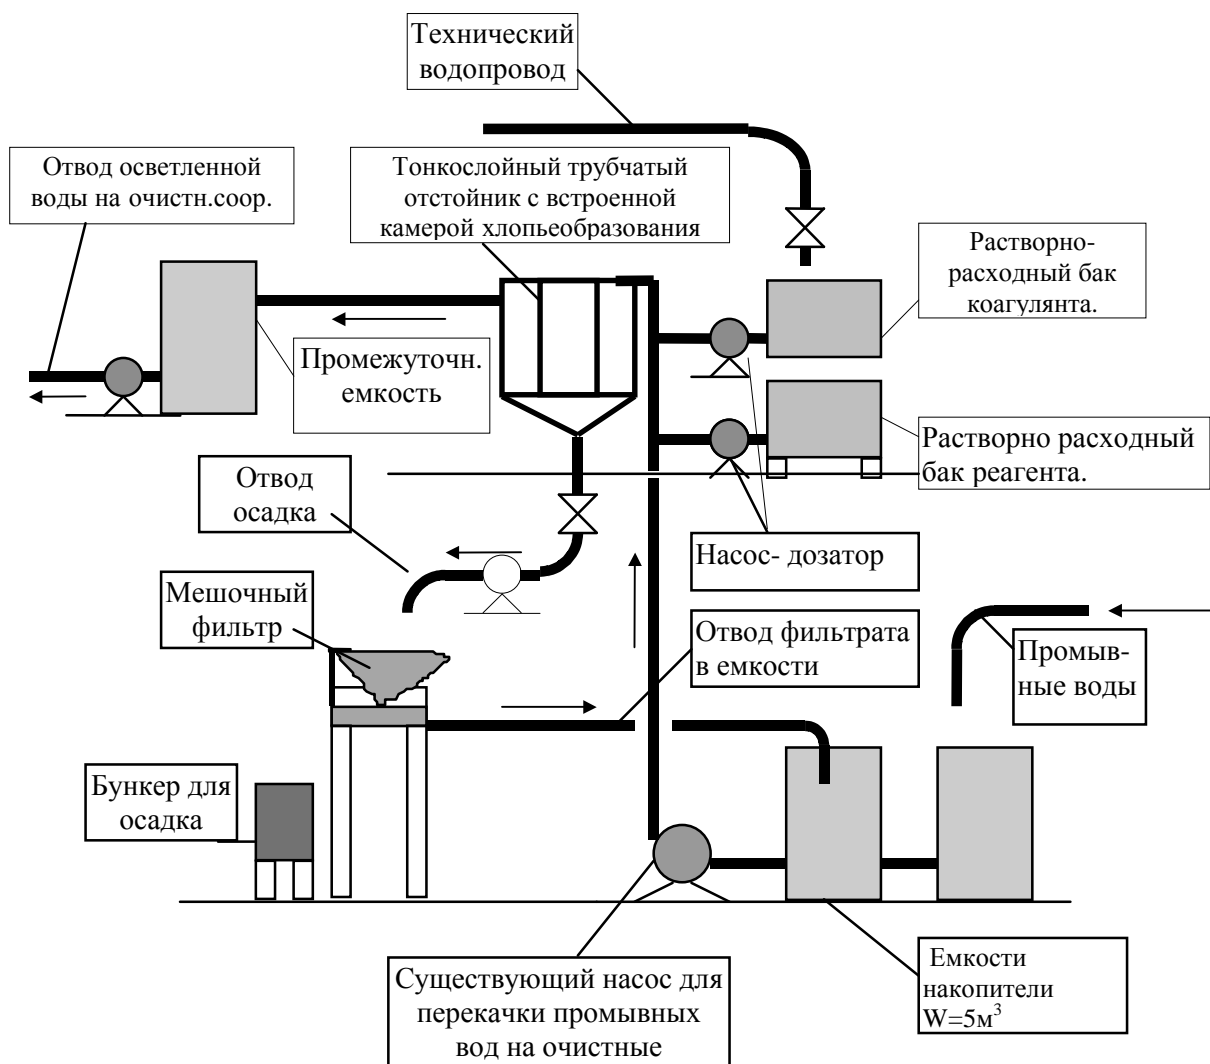 Технический
водопровод
Отвод осветленной
воды на очистн.соор.
Тонкослойный трубчатый
отстойник с встроенной
камерой хлопьеобразования
Растворно-
расходный бак
коагулянта.
Промежуточн.
емкость
Растворно расходный
бак реагента.
Отвод
осадка
Насос- дозатор
Мешочный
фильтр
Отвод фильтрата
в емкости
Промыв-
ные воды
Бункер для
осадка
Емкости
накопители
W=5м³
Существующий насос для
перекачки промывных
вод на очистные